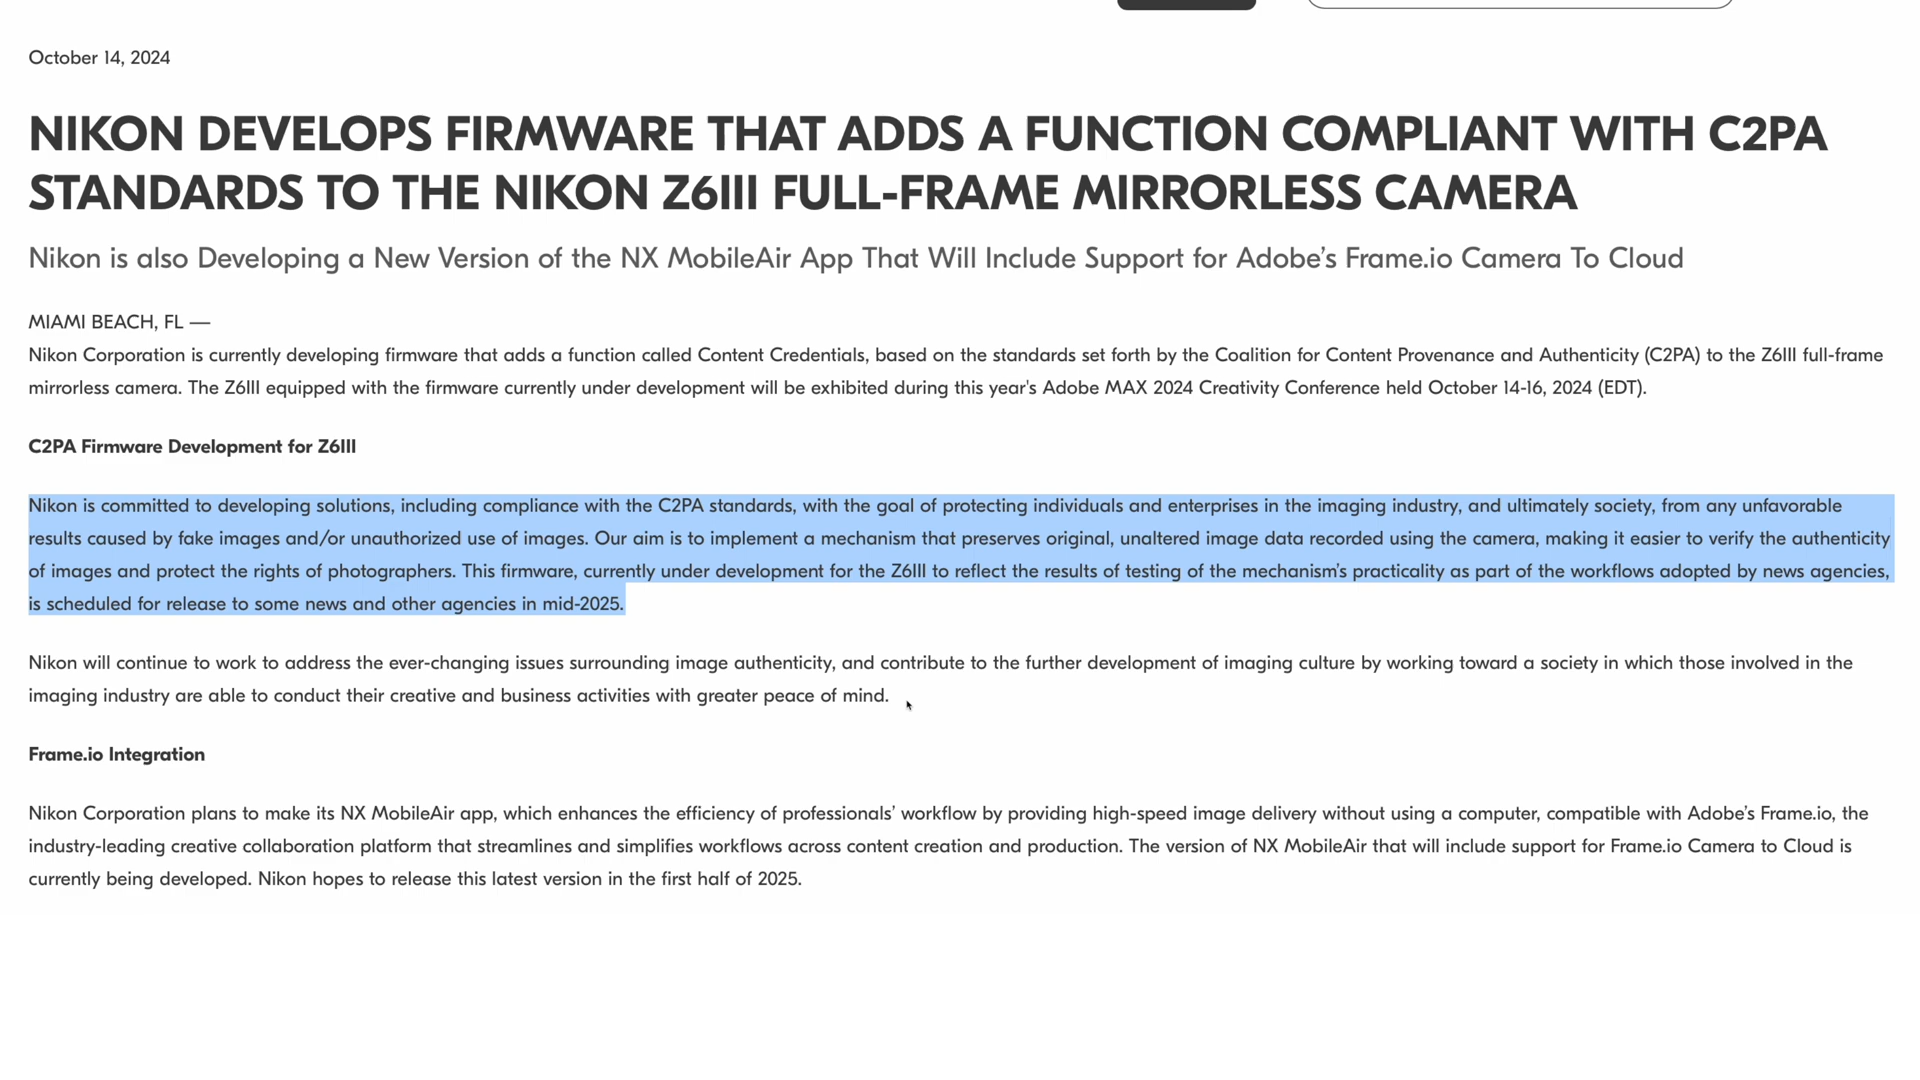 October 14, 2024
NIKON DEVELOPS FIRMWARE THAT ADDS A FUNCTION COMPLIANT WITH C2PA
STANDARDS TO THE NIKON Z6III FULL-FRAME MIRRORLESS CAMERA
Nikon is also Developing a New Version of the NX MobileAir App That Will Include Support for Adobe’s Frame.io Camera To Cloud
MIAMI BEACH, FL —
Nikon Corporation is currently developing firmware that adds a function called Content Credentials, based on the standards set forth by the Coalition for Content Provenance and Authenticity (C2PA) to the Z6III full-frame
mirrorless camera. The Z6III equipped with the firmware currently under development will be exhibited during this year's Adobe MAX 2024 Creativity Conference held October 14-16, 2024 (EDT).
C2PA Firmware Development for Z6III
Nikon is committed to developing solutions, including compliance with the C2PA standards, with the goal of protecting individuals and enterprises in the imaging industry, and ultimately society, from any unfavorable
results caused by fake images and/or unauthorized use of images. Our aim is to implement a mechanism that preserves original, unaltered image data recorded using the camera, making it easier to verify the authenticity
of images and protect the rights of photographers. This firmware, currently under development for the Z6III to reflect the results of testing of the mechanism’s practicality as part of the workflows adopted by news agencies,
is scheduled for release to some news and other agencies in mid-2025.
Nikon will continue to work to address the ever-changing issues surrounding image authenticity, and contribute to the further development of imaging culture by working toward a society in which those involved in the
imaging industry are able to conduct their creative and business activities with greater peace of mind.
Frame.io Integration
Nikon Corporation plans to make its NX MobileAir app, which enhances the efficiency of professionals’ workflow by providing high-speed image delivery without using a computer, compatible with Adobe’s Frame.io, the
industry-leading creative collaboration platform that streamlines and simplifies workflows across content creation and production. The version of NX MobileAir that will include support for Frame.io Camera to Cloud is
currently being developed. Nikon hopes to release this latest version in the first half of 2025.